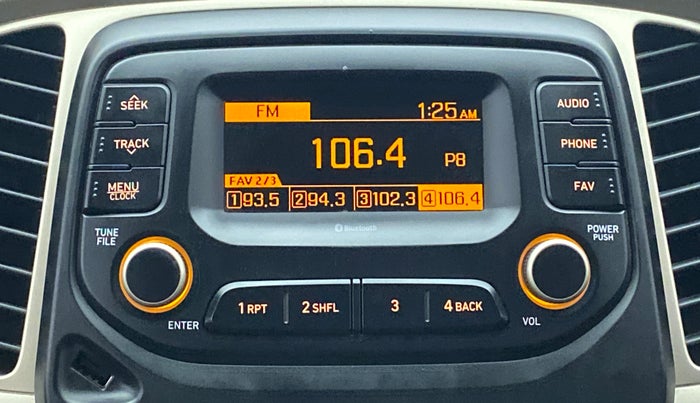 FM 1:25 AM
106.4 P8
FAV 2/3
1 93.5 2 94.3 3 102.3 4 106.4
Bluetooth
SEEK
TRACK
MENU
CLOCK
TUNE
FILE
ENTER
AUDIO
PHONE
FAV
POWER
PUSH
VOL
1 RPT 2 SHFL 3 4 BACK